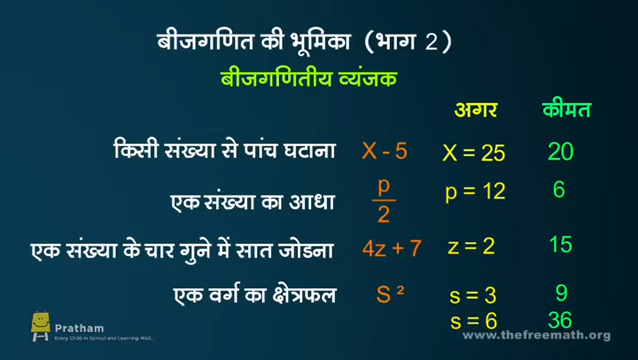 बीजगणित की भूमिका (भाग 2)
बीजगणितीय व्यंजक
अगर कीमत
किसी संख्या से पांच घटाना X - 5 X = 25 20
एक संख्या का आधा p/2 p = 12 6
एक संख्या के चार गुने में सात जोडना 4z + 7 z = 2 15
एक वर्ग का क्षेत्रफल S ² s = 3 9
s = 6 36
Pratham
Every Child in School and Learning Well...
www.thefreemath.org